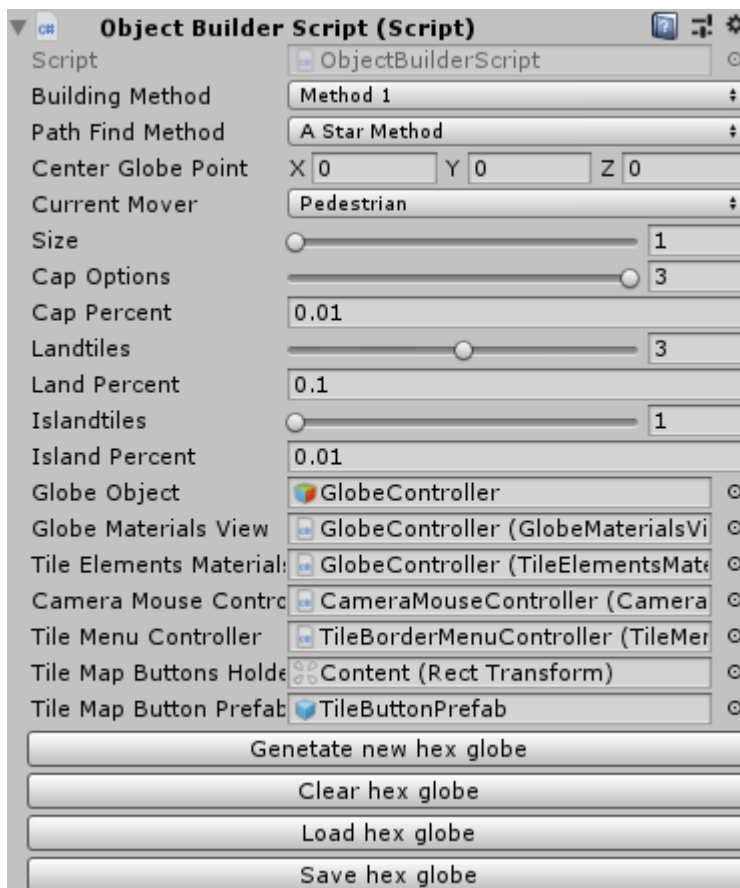 Object Builder Script (Script)
Script ObjectBuilderScript
Building Method Method 1
Path Find Method A Star Method
Center Globe Point X 0 Y 0 Z 0
Current Mover Pedestrian
Size 1
Cap Options 3
Cap Percent 0.01
Landtiles 3
Land Percent 0.1
Islandtiles 1
Island Percent 0.01
Globe Object GlobeController
Globe Materials View GlobeController (GlobeMaterialsVi
Tile Elements Materials GlobeController (TileElementsMate
Camera Mouse Contro CameraMouseController (Camera
Tile Menu Controller TileBorderMenuController (TileMer
Tile Map Buttons Holde Content (Rect Transform)
Tile Map Button Prefab TileButtonPrefab
Genetate new hex globe
Clear hex globe
Load hex globe
Save hex globe